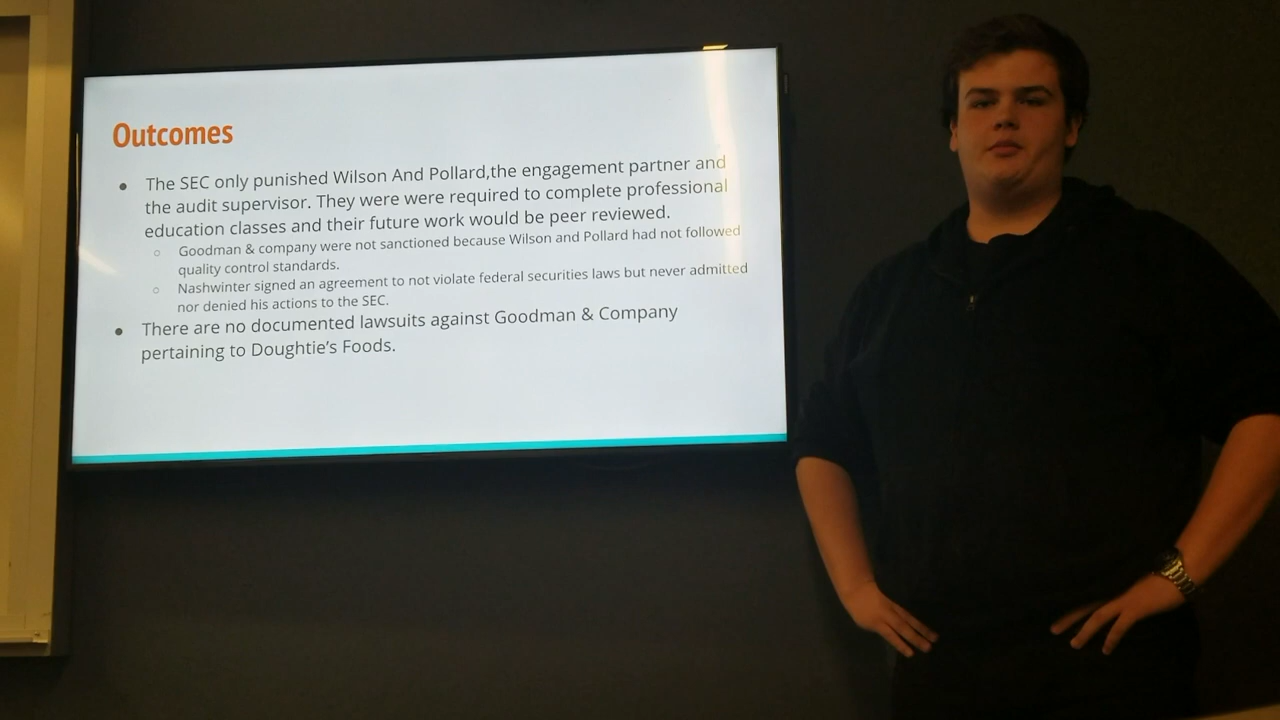 Outcomes
● The SEC only punished Wilson And Pollard,the engagement partner and
the audit supervisor. They were were required to complete professional
education classes and their future work would be peer reviewed.
○ Goodman & company were not sanctioned because Wilson and Pollard had not followed
quality control standards.
○ Nashwinter signed an agreement to not violate federal securities laws but never admitted
nor denied his actions to the SEC.
● There are no documented lawsuits against Goodman & Company
pertaining to Doughtie’s Foods.